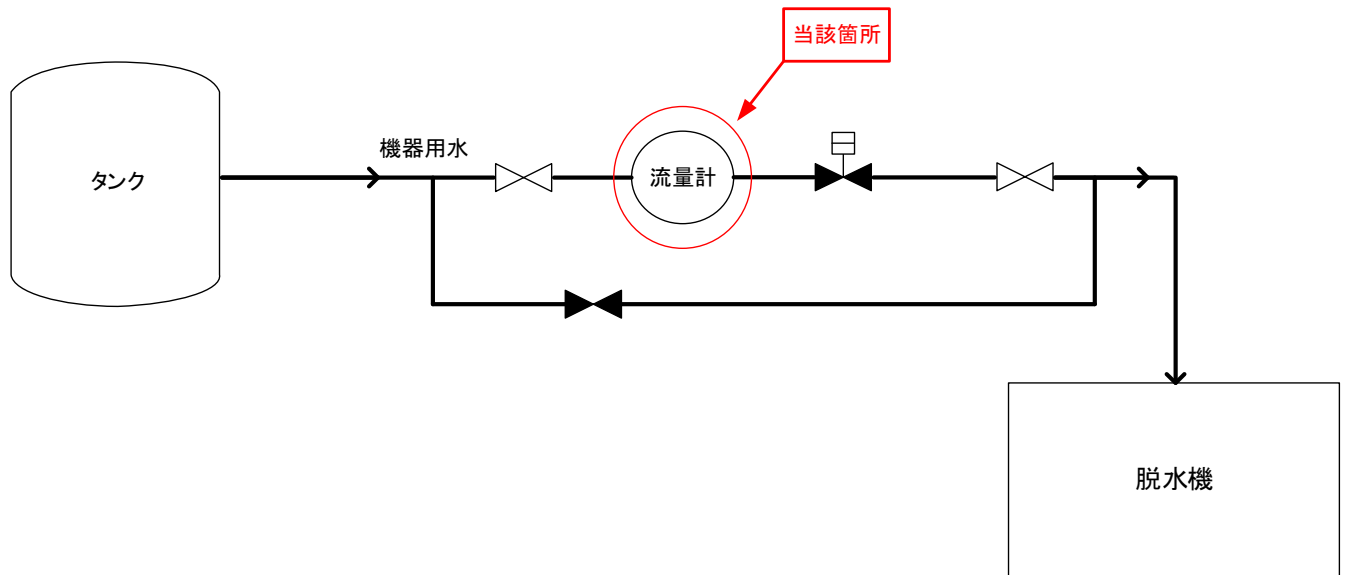 当該箇所
機器用水
タンク
流量計
脱水機